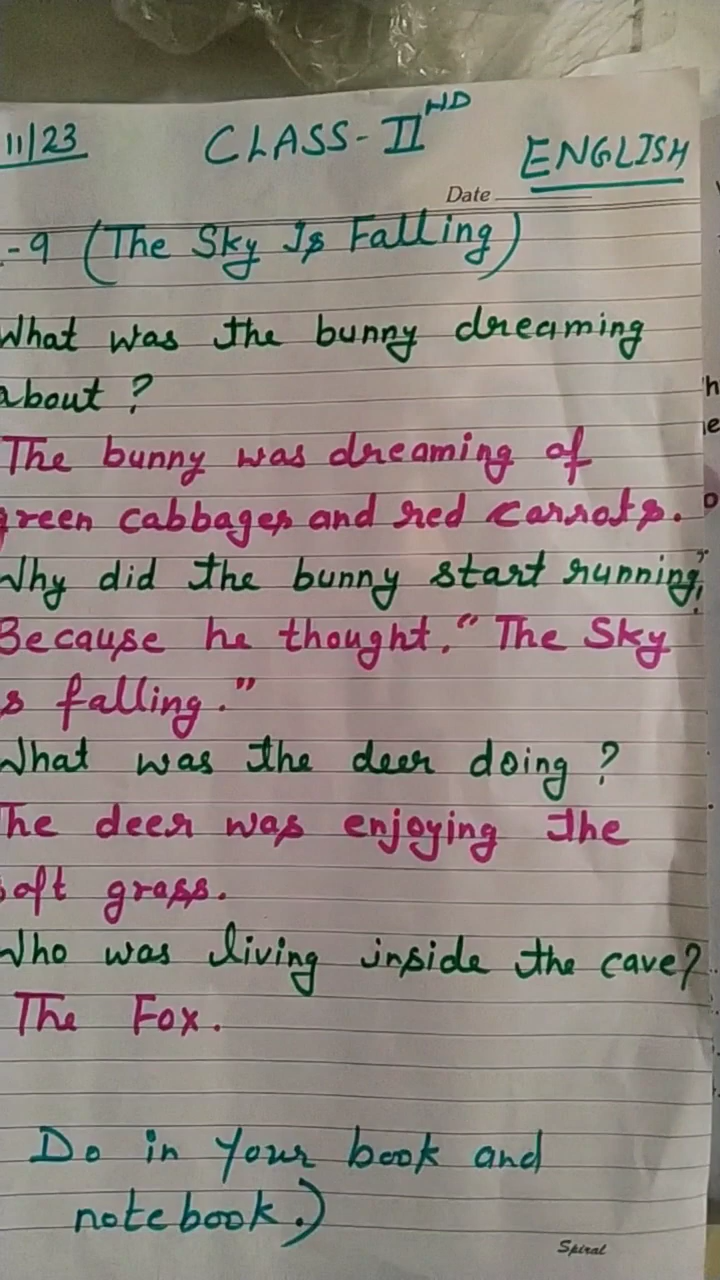 11/23 CLASS-II ND ENGLISH
Date
-9 (The Sky Is Falling)
What was the bunny dreaming
about ?
The bunny was dreaming of
green cabbages and red carrots.
Why did the bunny start running?
Because he thought, "The Sky
s falling."
What was the deer doing ?
The deer was enjoying the
soft grass.
Who was living inside the cave?
The Fox.
Do in your book and
notebook.)
Spiral